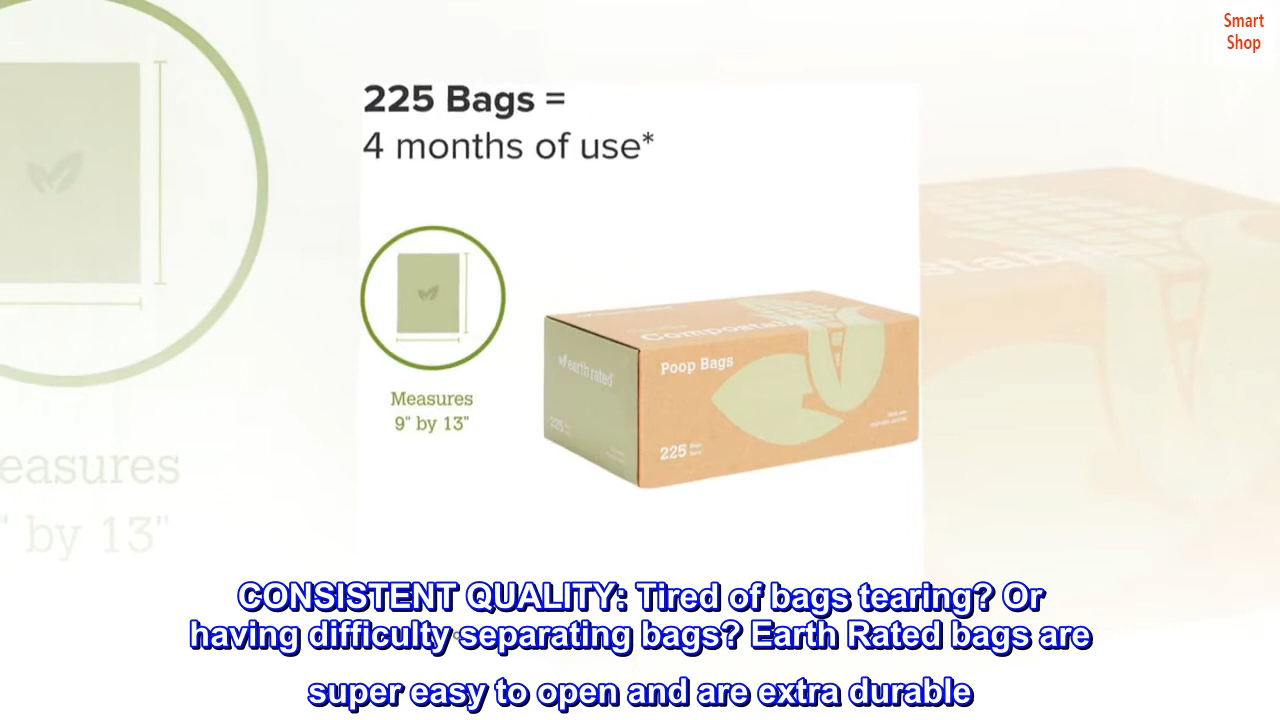 Smart
Shop
225 Bags =
4 months of use*
Measures
9" by 13"
Compostable
Poop Bags
earth rated
225
225
easures
" by 13"
CONSISTENT QUALITY: Tired of bags tearing? Or
having difficulty separating bags? Earth Rated bags are
super easy to open and are extra durable